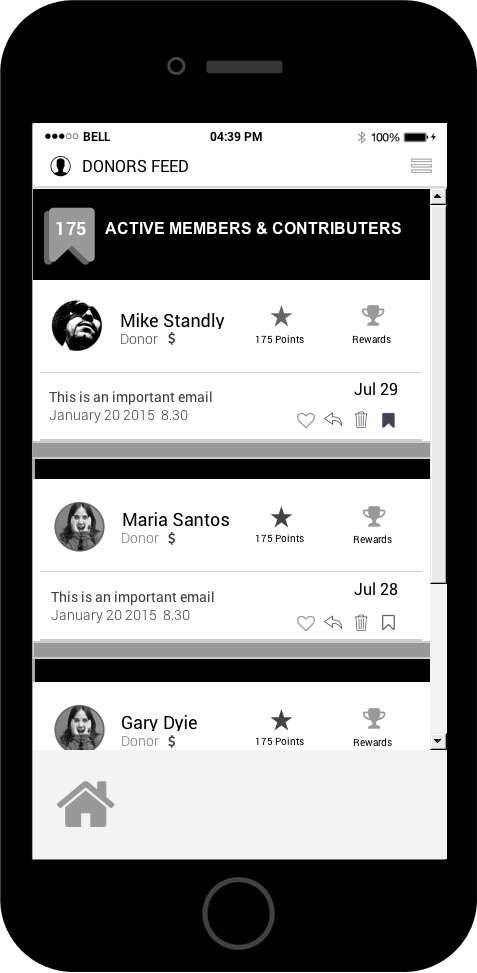 BELL 04:39 PM 100%
DONORS FEED
175 ACTIVE MEMBERS & CONTRIBUTERS
Mike Standly
Donor $
175 Points
Rewards
This is an important email
Jul 29
January 20 2015 8.30
Maria Santos
Donor $
175 Points
Rewards
This is an important email
Jul 28
January 20 2015 8.30
Gary Dyie
Donor $
175 Points
Rewards